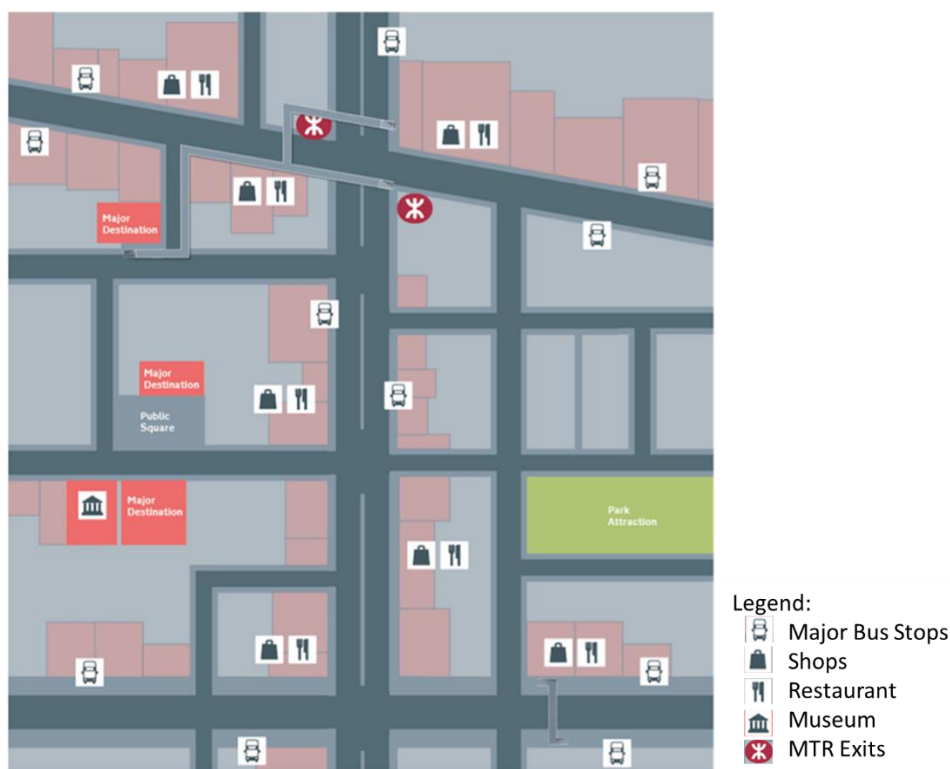 Major
Destination
Major
Destination
Public
Square
Major
Destination
Park
Attraction
Legend:
Major Bus Stops
Shops
Restaurant
Museum
MTR Exits